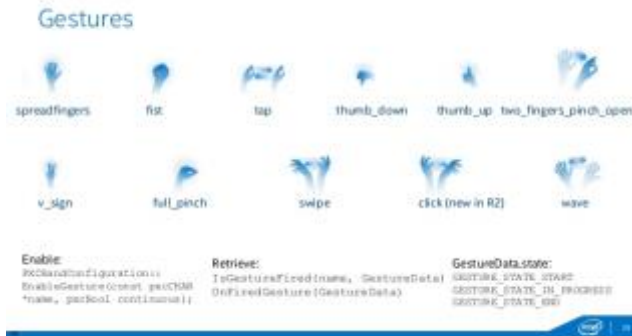 Gestures
spreadfingers fist tap thumb_down thumb_up two_fingers_pinch_open
v_sign full_pinch swipe click (new in R2) wave
Enable:
PXCHandConfiguration::
EnableGesture(const pxcCHAR
*name, pxcBool continuous);
Retrieve:
IsGestureFired(name, GestureData)
OnFiredGesture(GestureData)
GestureData.state:
GESTURE_STATE_START
GESTURE_STATE_IN_PROGRESS
GESTURE_STATE_END
intel